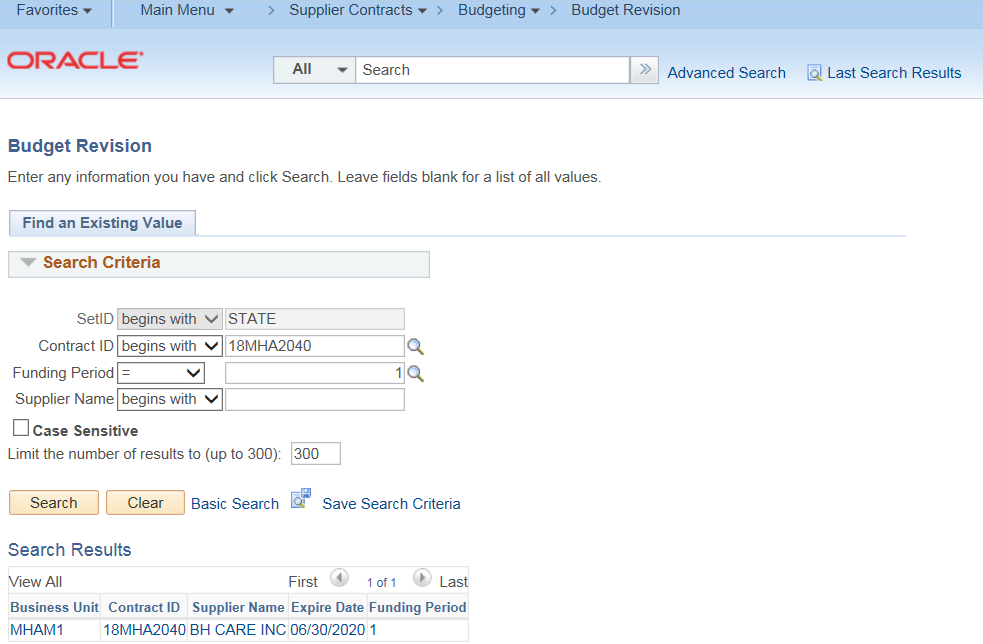 Favorites Main Menu > Supplier Contracts > Budgeting > Budget Revision
ORACLE
All Search » Advanced Search Last Search Results
Budget Revision
Enter any information you have and click Search. Leave fields blank for a list of all values.
Find an Existing Value
Search Criteria
SetID begins with STATE
Contract ID begins with 18MHA2040
Funding Period = 1
Supplier Name begins with
Case Sensitive
Limit the number of results to (up to 300): 300
Search Clear Basic Search Save Search Criteria
Search Results
View All First 1 of 1 Last
Business Unit Contract ID Supplier Name Expire Date Funding Period
MHAM1 18MHA2040 BH CARE INC 06/30/2020 1